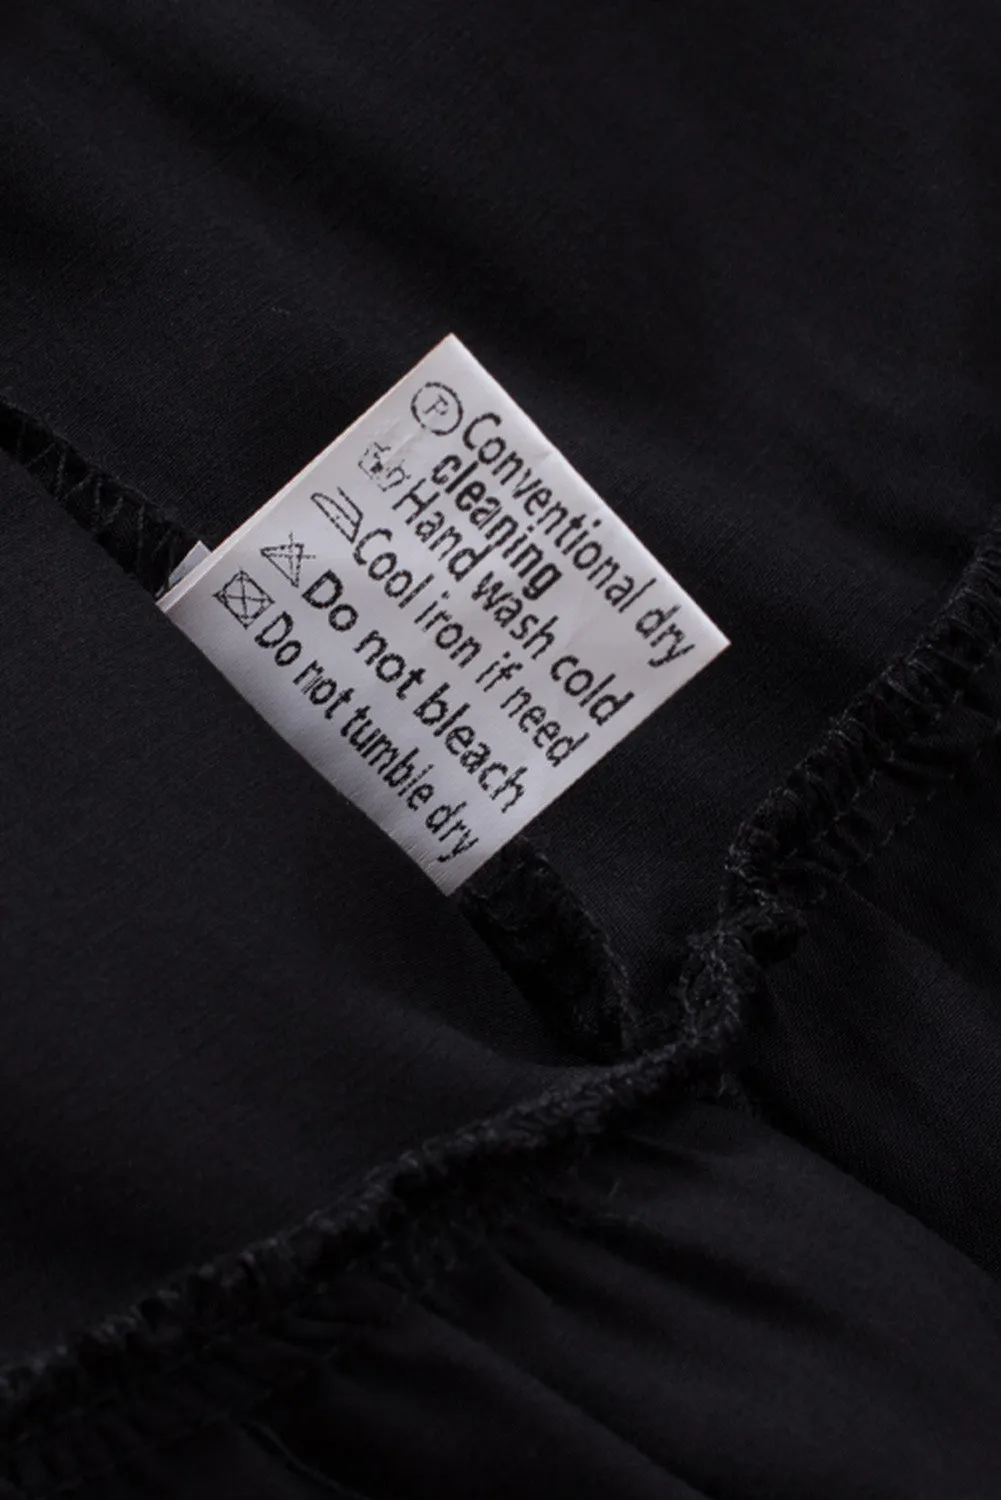 P Conventional dry
cleaning
Hand wash cold
Cool iron if need
Do not bleach
Do not tumble dry